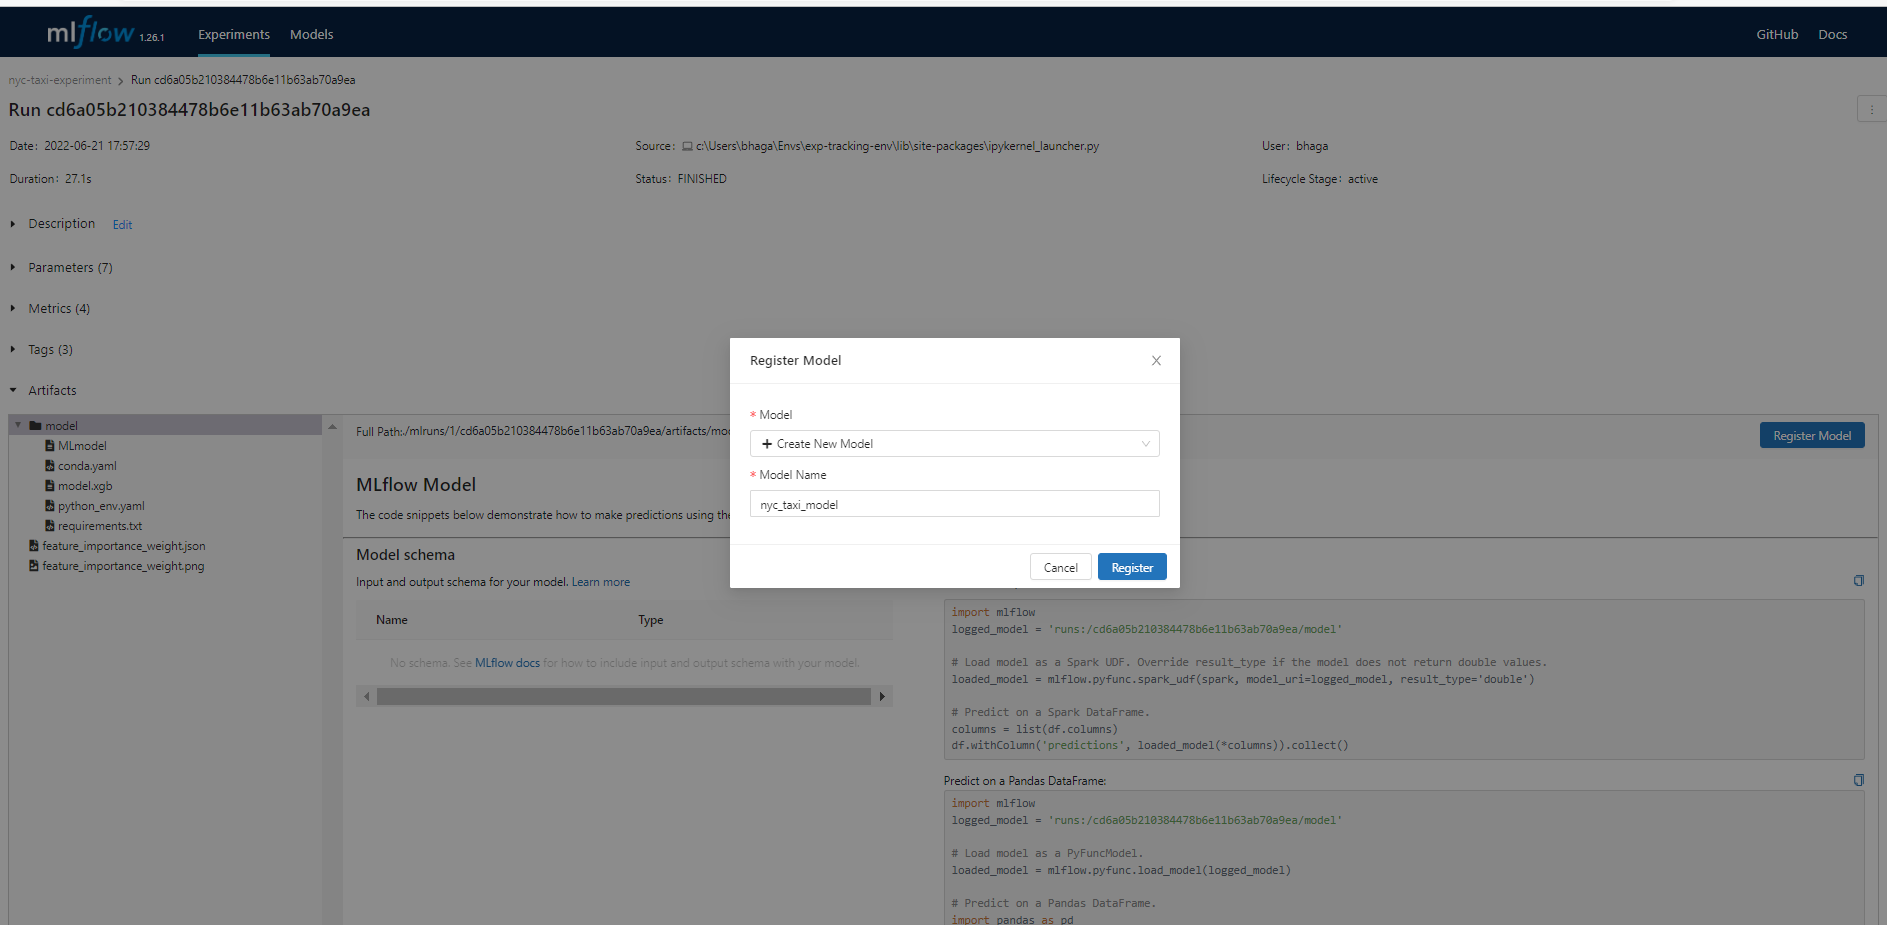 mlflow 1.26.1 Experiments Models GitHub Docs
nyc-taxi-experiment > Run cd6a05b210384478b6e11b63ab70a9ea
Run cd6a05b210384478b6e11b63ab70a9ea
Date: 2022-06-21 17:57:29 Source: c:\Users\bhaga\Envs\exp-tracking-env\lib\site-packages\ipykernel_launcher.py User: bhaga
Duration: 27.1s Status: FINISHED Lifecycle Stage: active
Description Edit
Parameters (7)
Metrics (4)
Tags (3)
Artifacts
model
MLmodel
conda.yaml
model.xgb
python_env.yaml
requirements.txt
feature_importance_weight.json
feature_importance_weight.png
Full Path:./mlruns/1/cd6a05b210384478b6e11b63ab70a9ea/artifacts/mo
Register Model
MLflow Model
The code snippets below demonstrate how to make predictions using the
Model schema
Input and output schema for your model. Learn more
Name Type
No schema. See MLflow docs for how to include input and output schema with your model.
Register Model
* Model
+ Create New Model
* Model Name
nyc_taxi_model
Cancel Register
import mlflow
logged_model = 'runs:/cd6a05b210384478b6e11b63ab70a9ea/model'
# Load model as a Spark UDF. Override result_type if the model does not return double values.
loaded_model = mlflow.pyfunc.spark_udf(spark, model_uri=logged_model, result_type='double')
# Predict on a Spark DataFrame.
columns = list(df.columns)
df.withColumn('predictions', loaded_model(*columns)).collect()
Predict on a Pandas DataFrame:
import mlflow
logged_model = 'runs:/cd6a05b210384478b6e11b63ab70a9ea/model'
# Load model as a PyFuncModel.
loaded_model = mlflow.pyfunc.load_model(logged_model)
# Predict on a Pandas DataFrame.
import pandas as pd